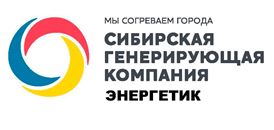 МЫ СОГРЕВАЕМ ГОРОДА
СИБИРСКАЯ
ГЕНЕРИРУЮЩАЯ
КОМПАНИЯ
ЭНЕРГЕТИК